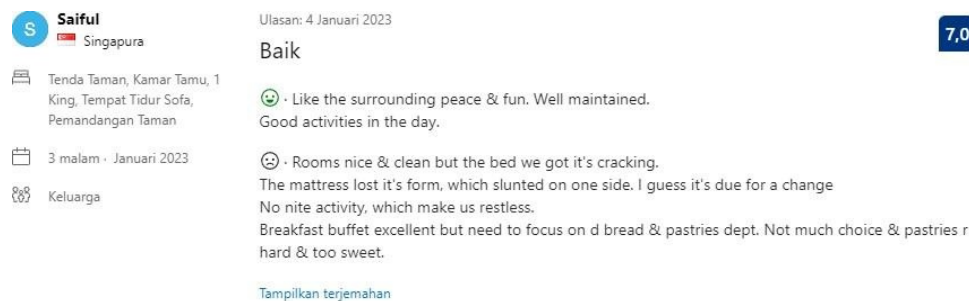 S
Saiful
Singapura
Tenda Taman, Kamar Tamu, 1
King, Tempat Tidur Sofa,
Pemandangan Taman
3 malam · Januari 2023
Keluarga
Ulasan: 4 Januari 2023
Baik
7,0
· Like the surrounding peace & fun. Well maintained.
Good activities in the day.
· Rooms nice & clean but the bed we got it's cracking.
The mattress lost it's form, which slunted on one side. I guess it's due for a change
No nite activity, which make us restless.
Breakfast buffet excellent but need to focus on d bread & pastries dept. Not much choice & pastries r
hard & too sweet.
Tampilkan terjemahan